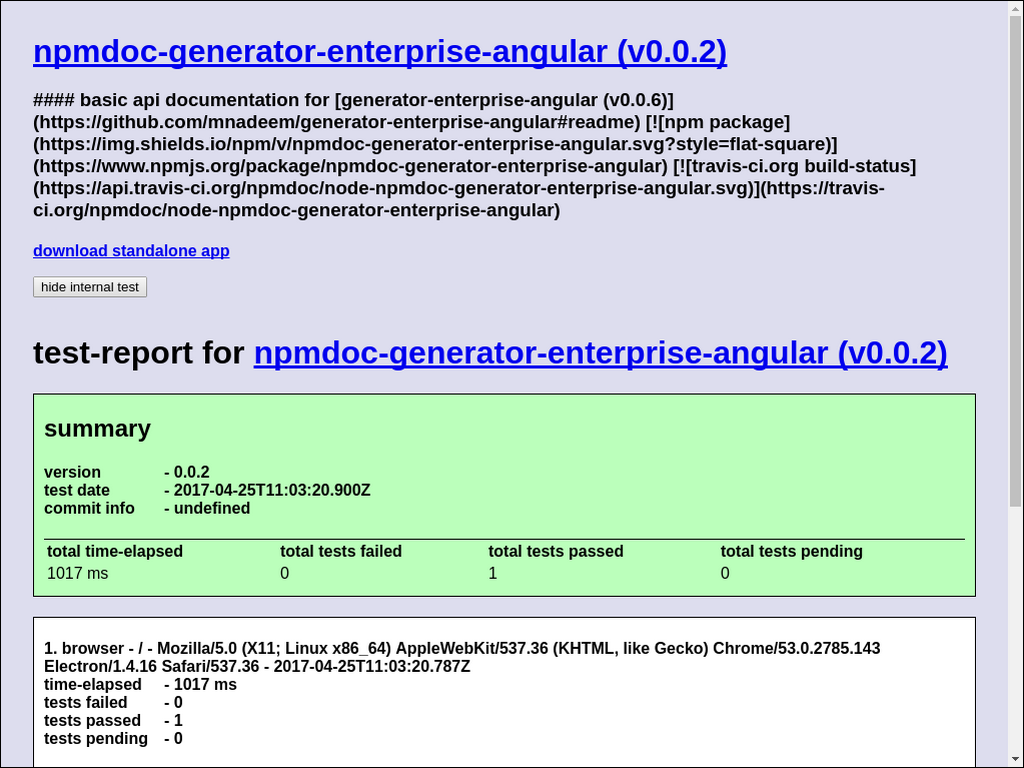 npmdoc-generator-enterprise-angular (v0.0.2)
#### basic api documentation for [generator-enterprise-angular (v0.0.6)]
(https://github.com/mnadeem/generator-enterprise-angular#readme) [![npm package]
(https://img.shields.io/npm/v/npmdoc-generator-enterprise-angular.svg?style=flat-square)]
(https://www.npmjs.org/package/npmdoc-generator-enterprise-angular) [![travis-ci.org build-status]
(https://api.travis-ci.org/npmdoc/node-npmdoc-generator-enterprise-angular.svg)](https://travis-
ci.org/npmdoc/node-npmdoc-generator-enterprise-angular)
download standalone app
hide internal test
test-report for npmdoc-generator-enterprise-angular (v0.0.2)
summary
version - 0.0.2
test date - 2017-04-25T11:03:20.900Z
commit info - undefined
total time-elapsed total tests failed total tests passed total tests pending
1017 ms 0 1 0
1. browser - / - Mozilla/5.0 (X11; Linux x86_64) AppleWebKit/537.36 (KHTML, like Gecko) Chrome/53.0.2785.143
Electron/1.4.16 Safari/537.36 - 2017-04-25T11:03:20.787Z
time-elapsed - 1017 ms
tests failed - 0
tests passed - 1
tests pending - 0